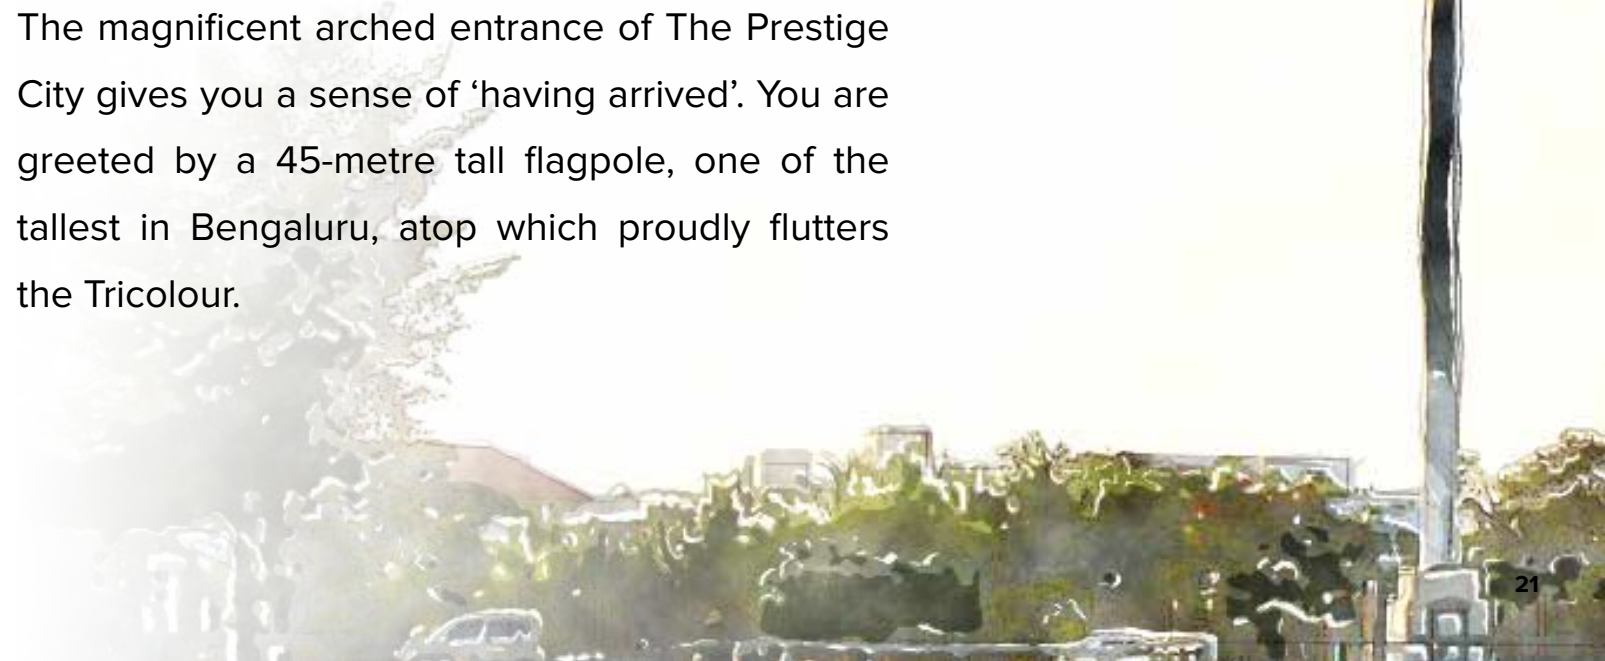 The magnificent arched entrance of The Prestige
City gives you a sense of ‘having arrived’. You are
greeted by a 45-metre tall flagpole, one of the
tallest in Bengaluru, atop which proudly flutters
the Tricolour.
21